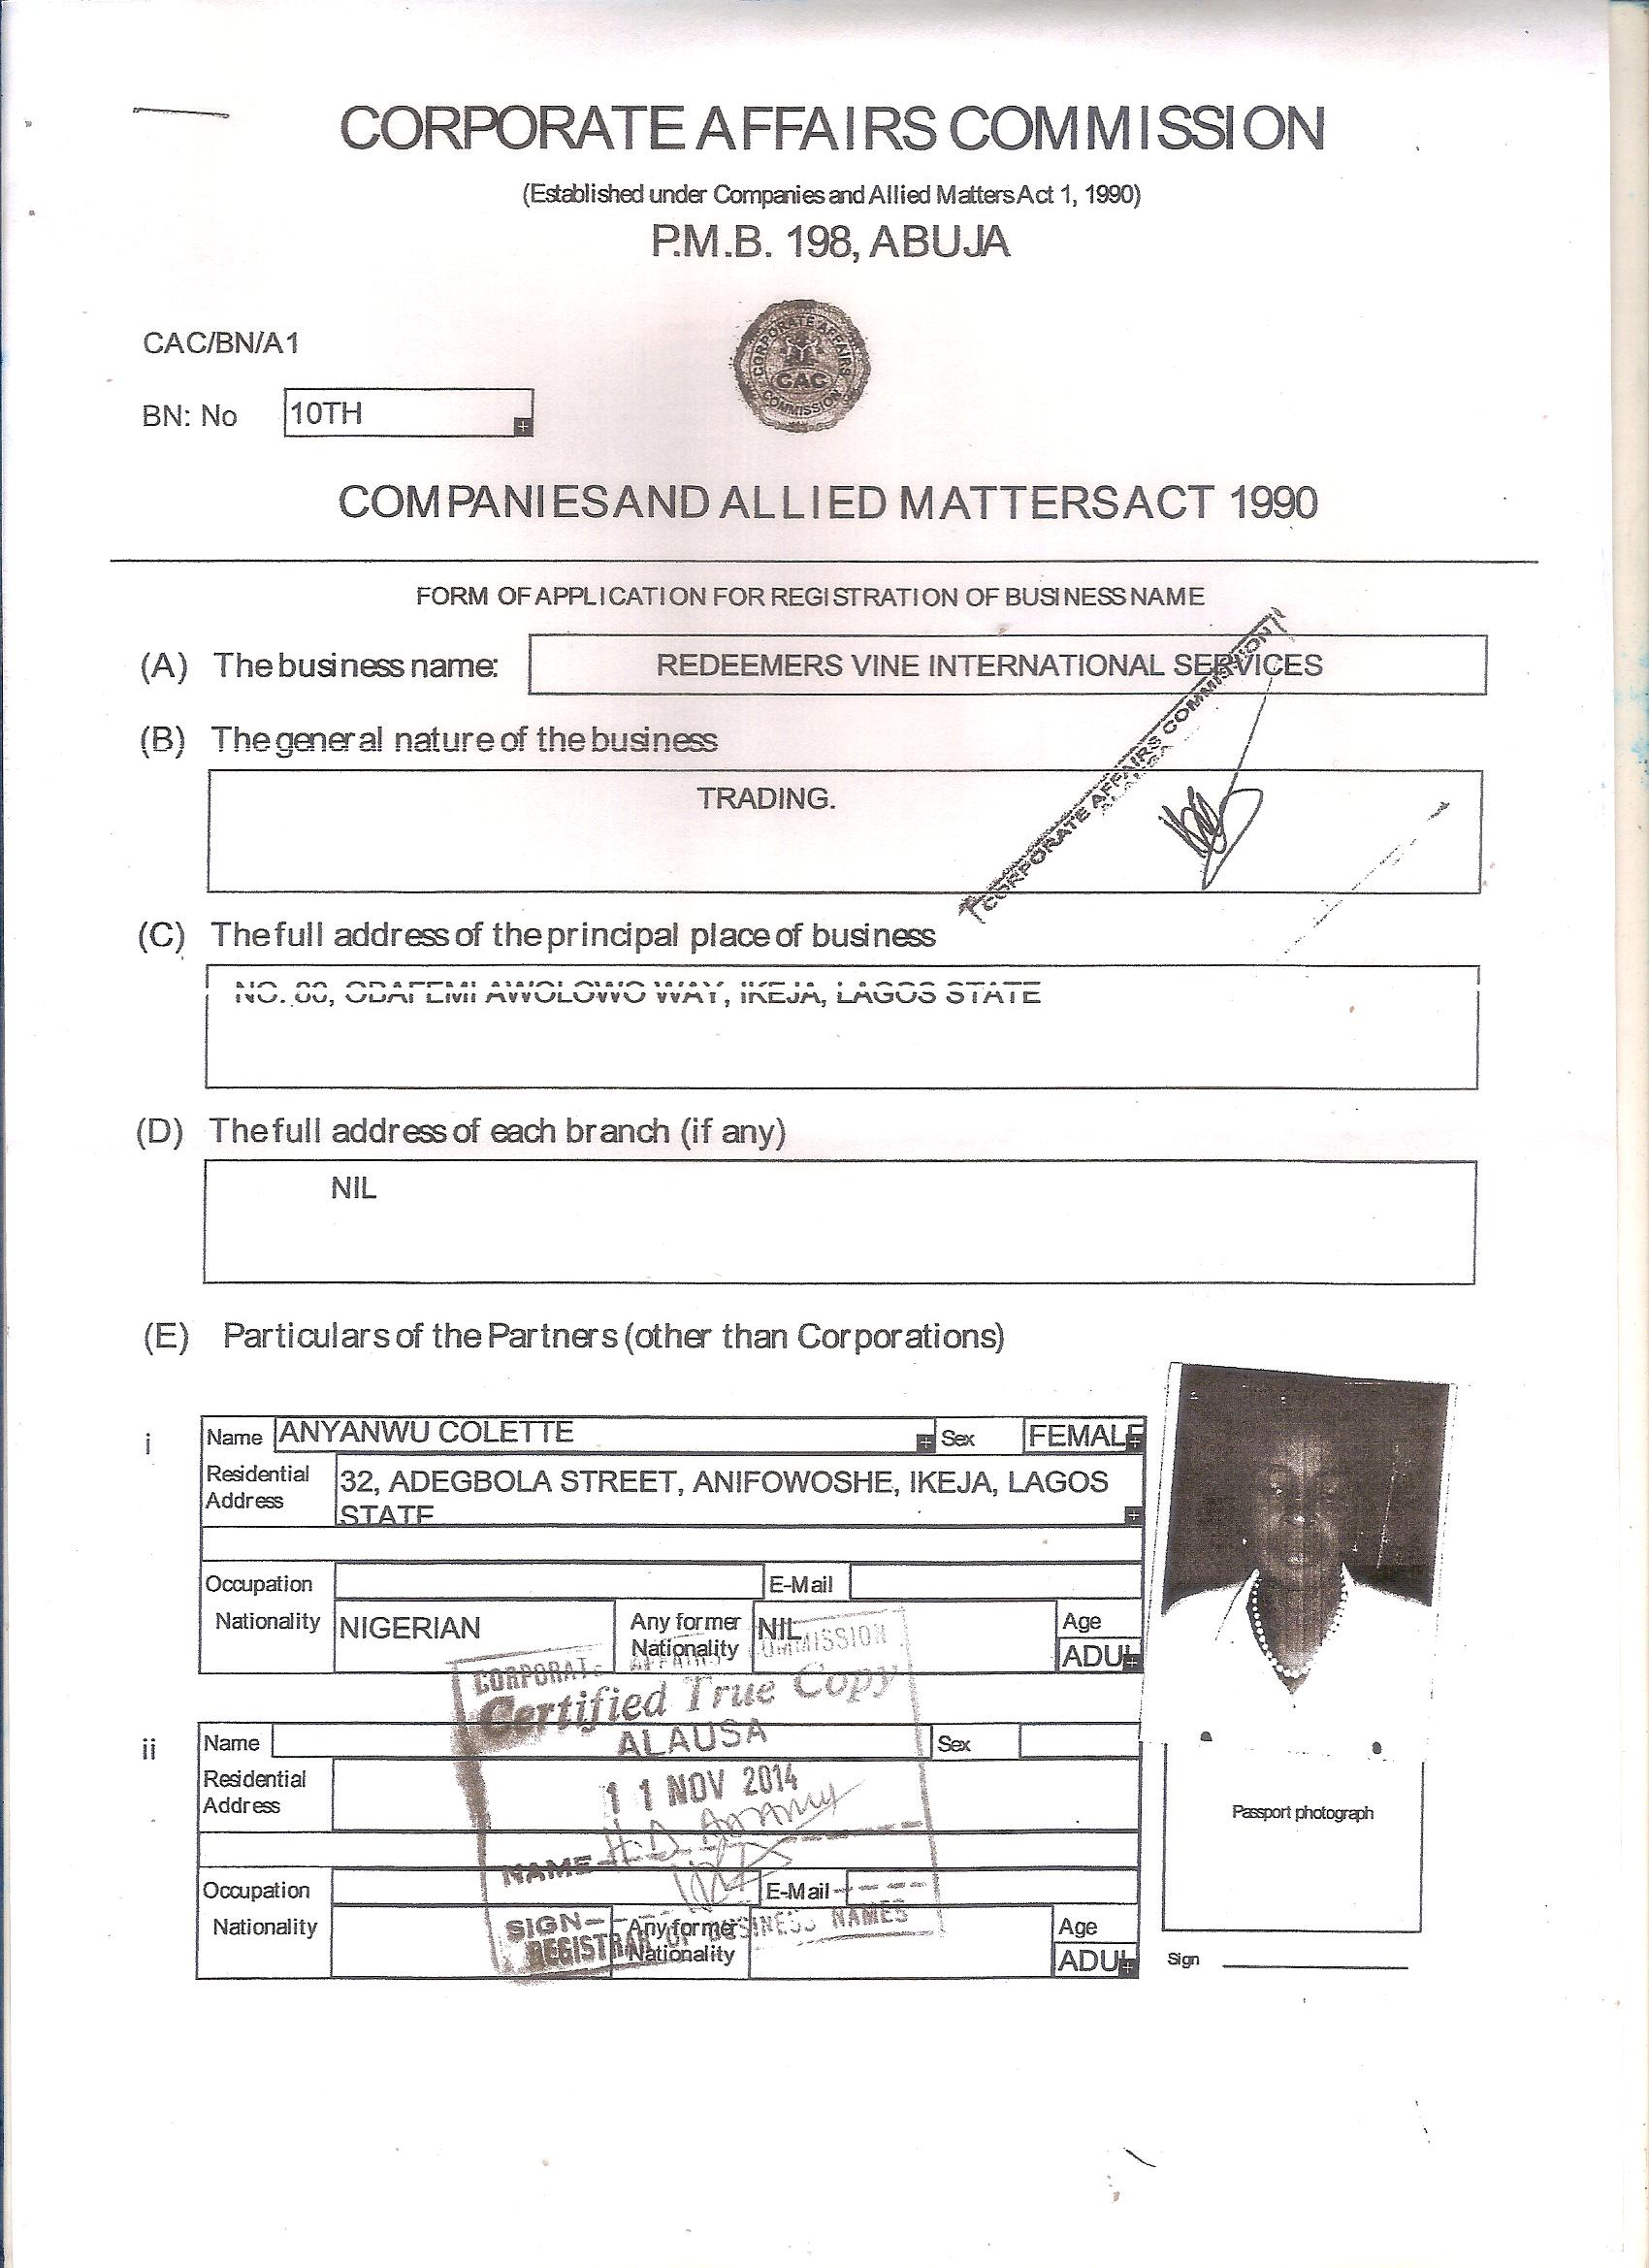 CORPORATE AFFAIRS COMMISSION
(Established under Companies and Allied Matters Act 1, 1990)
P.M.B. 198, ABUJA
CAC/BN/A1
CORPORATE AFFAIRS
CAC
COMMISSION
BN: No 10TH
COMPANIES AND ALLIED MATTERS ACT 1990
FORM OF APPLICATION FOR REGISTRATION OF BUSINESS NAME
(A) The business name: REDEEMERS VINE INTERNATIONAL SERVICES
CORPORATE AFFAIRS COMMISSION
(B) The general nature of the business
TRADING.
(C) The full address of the principal place of business
NO. OBAFEMI AWOLOWO WAY, IKEJA, LAGOS STATE
(D) The full address of each branch (if any)
NIL
(E) Particulars of the Partners (other than Corporations)
i Name ANYANWU COLETTE Sex FEMALE
Residential Address 32, ADEGBOLA STREET, ANIFOWOSHE, IKEJA, LAGOS
STATE
Occupation E-Mail
Nationality NIGERIAN Any former Nationality NIL Age
ADUL
CORPORATE AFFAIRS COMMISSION
Certified True Copy
ALAUSA
11 NOV 2014
NAME
SIGN
REGISTRAR OF BUSINESS NAMES
ii Name Sex
Residential
Address
Passport photograph
Occupation E-Mail
Nationality Any former Nationality Age
ADUL
Sign